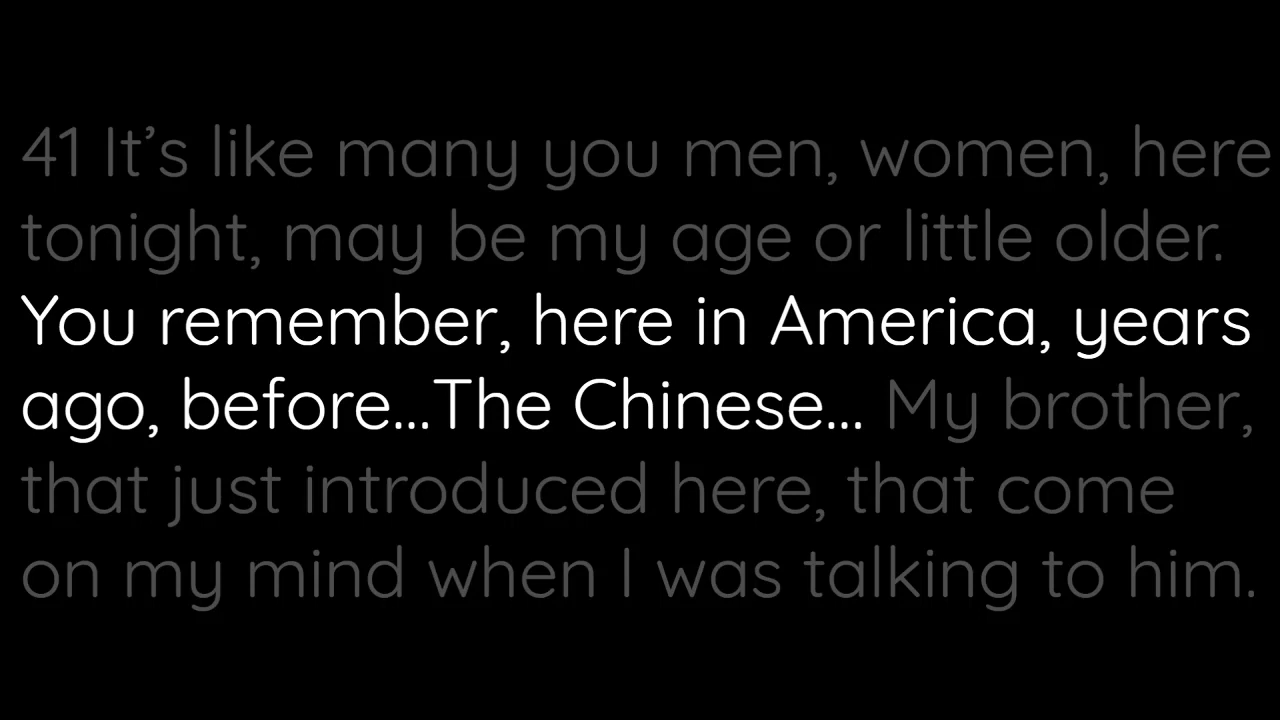 41 It’s like many you men, women, here
tonight, may be my age or little older.
You remember, here in America, years
ago, before...The Chinese... My brother,
that just introduced here, that come
on my mind when I was talking to him.